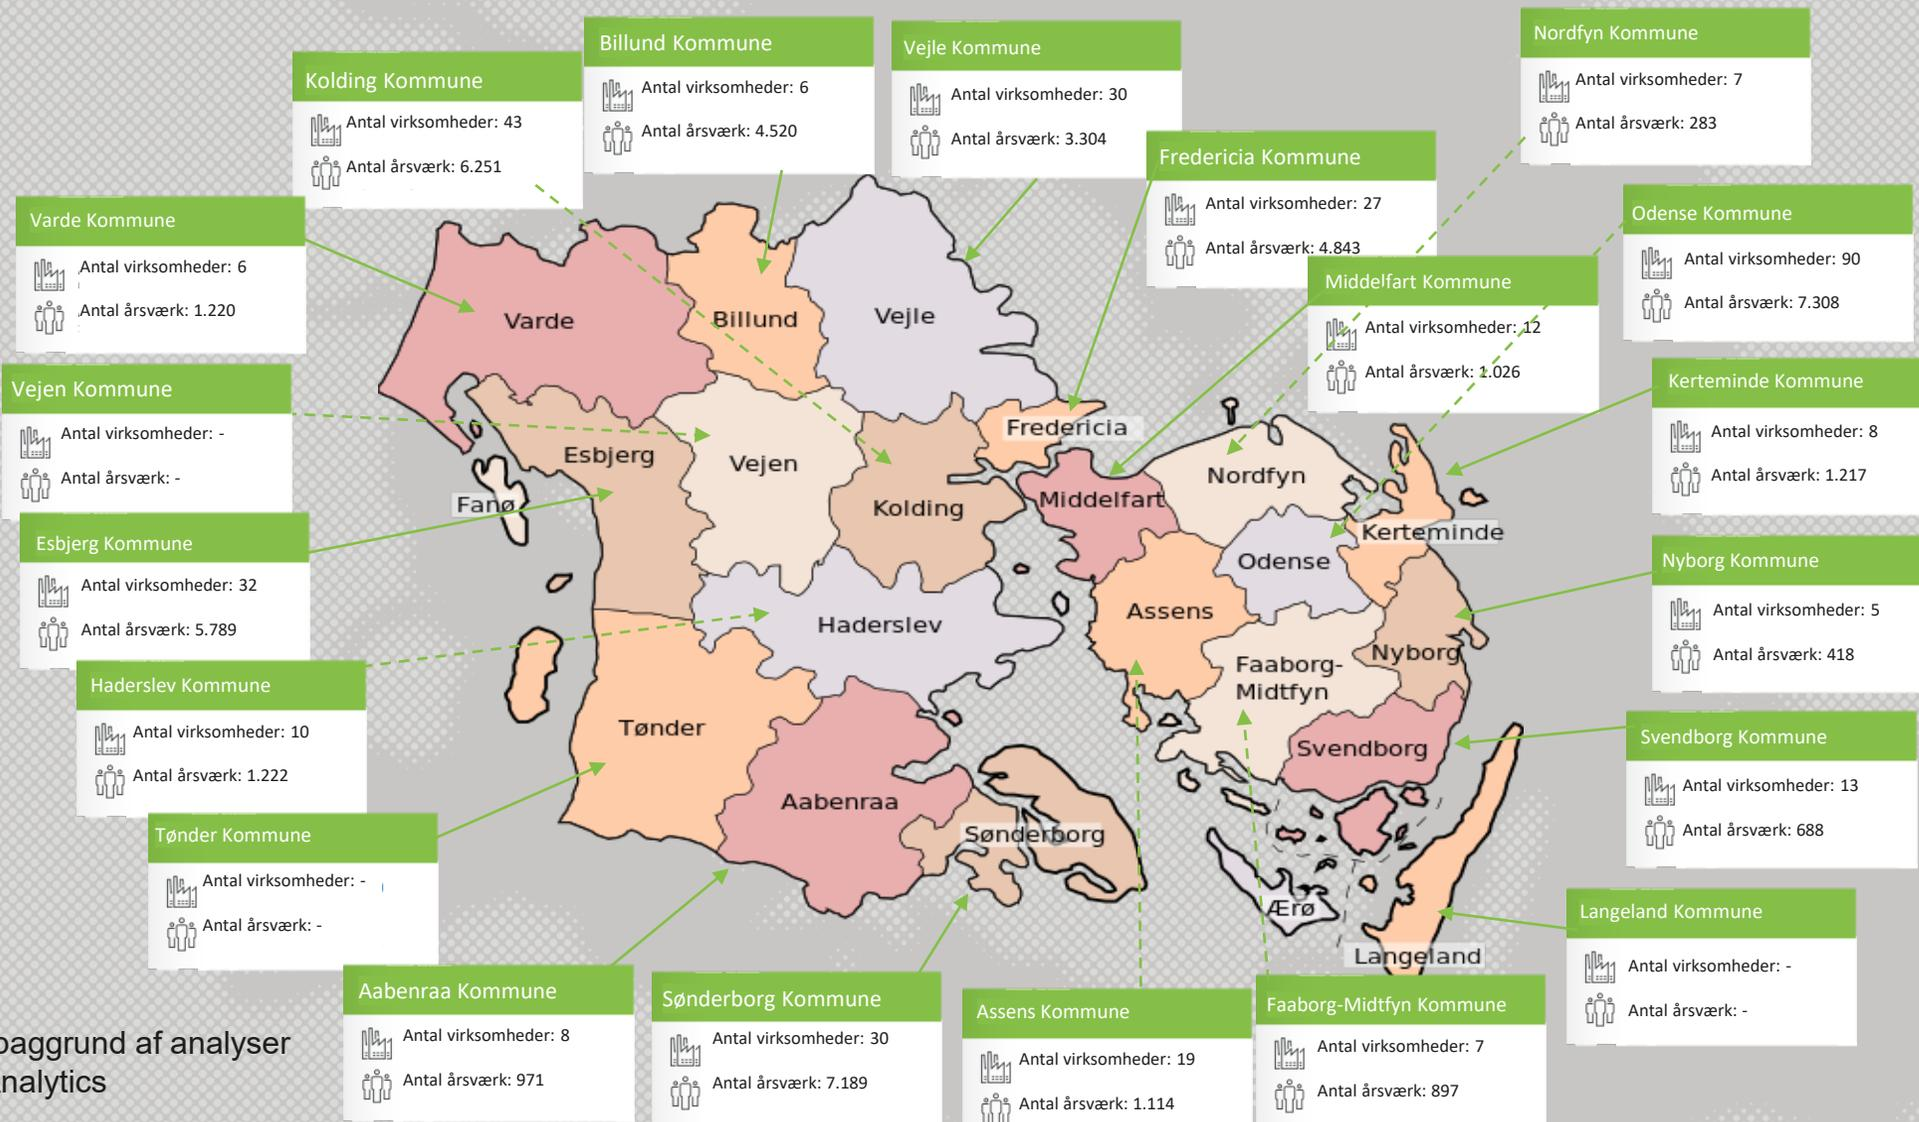 Kolding Kommune
Antal virksomheder: 43
Antal årsværk: 6.251
Billund Kommune
Antal virksomheder: 6
Antal årsværk: 4.520
Vejle Kommune
Antal virksomheder: 30
Antal årsværk: 3.304
Fredericia Kommune
Antal virksomheder: 27
Antal årsværk: 4.843
Nordfyn Kommune
Antal virksomheder: 7
Antal årsværk: 283
Odense Kommune
Antal virksomheder: 90
Antal årsværk: 7.308
Middelfart Kommune
Antal virksomheder: 12
Antal årsværk: 1.026
Varde Kommune
Antal virksomheder: 6
Antal årsværk: 1.220
Vejen Kommune
Antal virksomheder: -
Antal årsværk: -
Esbjerg Kommune
Antal virksomheder: 32
Antal årsværk: 5.789
Haderslev Kommune
Antal virksomheder: 10
Antal årsværk: 1.222
Tønder Kommune
Antal virksomheder: -
Antal årsværk: -
Kerteminde Kommune
Antal virksomheder: 8
Antal årsværk: 1.217
Nyborg Kommune
Antal virksomheder: 5
Antal årsværk: 418
Svendborg Kommune
Antal virksomheder: 13
Antal årsværk: 688
Langeland Kommune
Antal virksomheder: -
Antal årsværk: -
Aabenraa Kommune
Antal virksomheder: 8
Antal årsværk: 971
Sønderborg Kommune
Antal virksomheder: 30
Antal årsværk: 7.189
Assens Kommune
Antal virksomheder: 19
Antal årsværk: 1.114
Faaborg-Midtfyn Kommune
Antal virksomheder: 7
Antal årsværk: 897
Varde
Billund
Vejle
Fredericia
Esbjerg
Vejen
Kolding
Fanø
Middelfart
Nordfyn
Kerteminde
Odense
Assens
Haderslev
Nyborg
Faaborg-
Midtfyn
Tønder
Svendborg
Aabenraa
Sønderborg
Ærø
Langeland
baggrund af analyser
nalytics